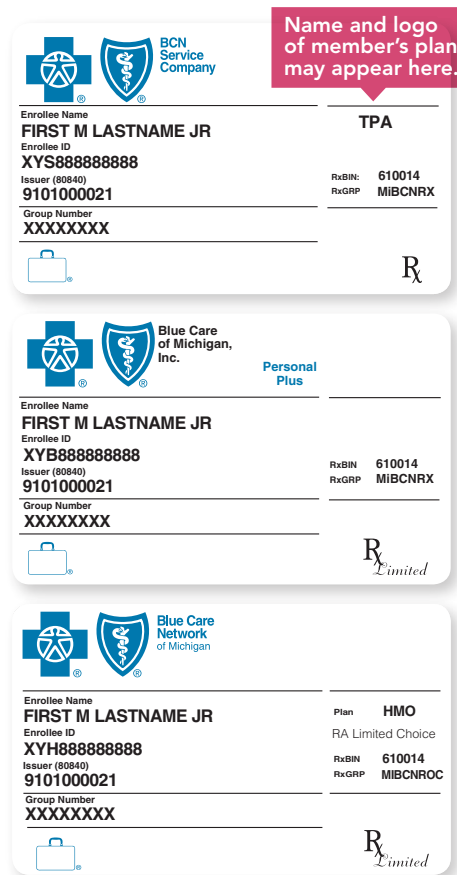 Name and logo
of member's plan
may appear here.
BCN
Service
Company
®
®
Enrollee Name
FIRST M LASTNAME JR
Enrollee ID
XYS888888888
Issuer (80840)
9101000021
Group Number
XXXXXXXX
TPA
RxBIN: 610014
RxGRP MiBCNRX
®
Rx
Blue Care
of Michigan,
Inc.
®
®
Personal
Plus
Enrollee Name
FIRST M LASTNAME JR
Enrollee ID
XYB888888888
Issuer (80840)
9101000021
Group Number
XXXXXXXX
RxBIN 610014
RxGRP MiBCNRX
®
Rx
Limited
Blue Care
Network
of Michigan
®
®
Enrollee Name
FIRST M LASTNAME JR
Enrollee ID
XYH888888888
Issuer (80840)
9101000021
Group Number
XXXXXXXX
Plan HMO
RA Limited Choice
RxBIN 610014
RxGRP MIBCNROC
®
Rx
Limited